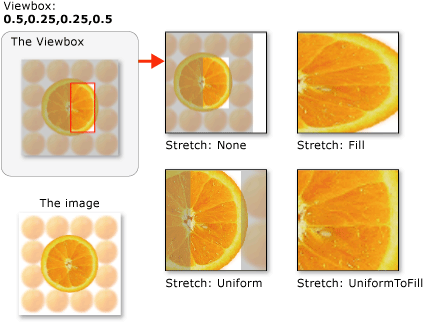 Viewbox:
0.5,0.25,0.25,0.5
The Viewbox
Stretch: None
Stretch: Fill
The image
Stretch: Uniform
Stretch: UniformToFill